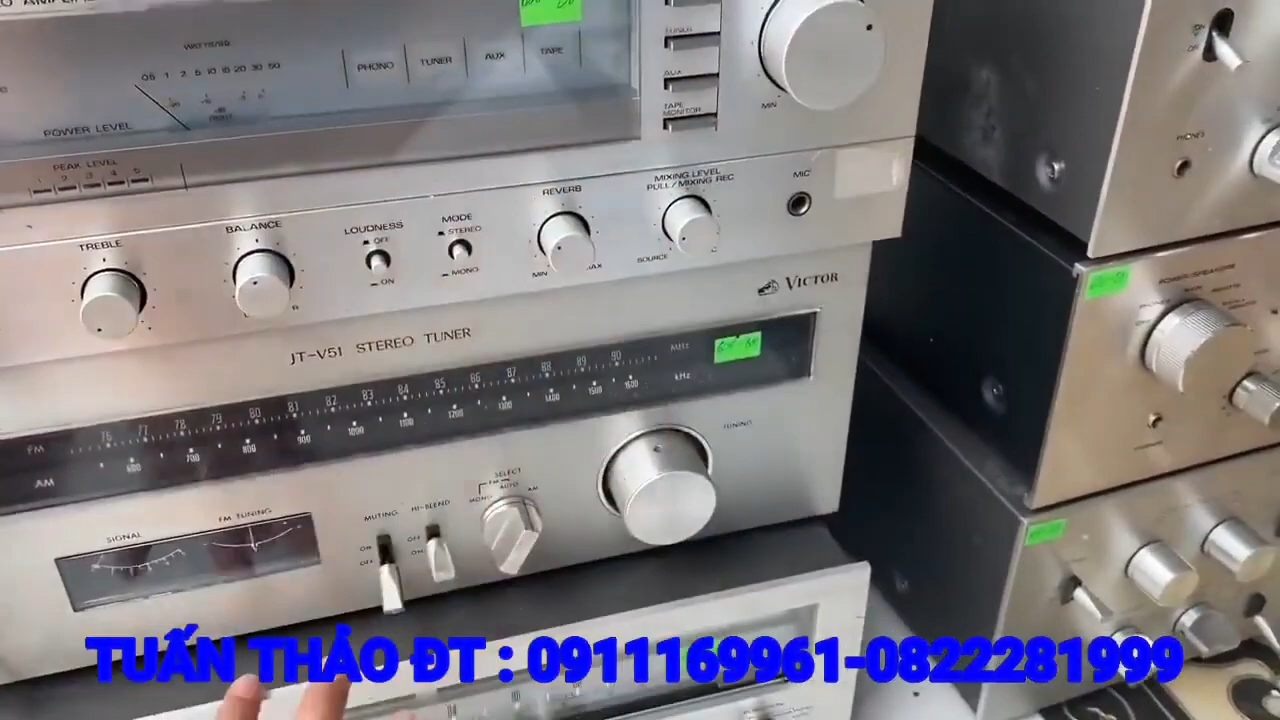 WATTS/8Ω
0.5 1 2 5 10 15 20 30 50
POWER LEVEL
PHONO TUNER AUX TAPE
TUNER
AUX
TAPE
MONITOR
MIN
PEAK LEVEL
1 2 3 4 5
TREBLE
BALANCE
R
LOUDNESS
OFF
ON
MODE
STEREO
MONO
REVERB
MIN MAX
MIXING LEVEL
PULL/MIXING REC
SOURCE
MIC
VICTOR
JT-V51 STEREO TUNER
FM 76 77 78 79 80 81 82 83 84 85 86 87 88 89 90 MHz
AM 600 700 800 900 1000 1100 1200 1300 1400 1500 1600 kHz
SIGNAL
FM TUNING
MUTING
ON
OFF
HI-BLEND
OFF
ON
SELECT
FM
MONO AUTO AM
TUNING
ON
OFF
PHONES
POWER/SPEAKERS
TUẤN THẢO ĐT : 0911169961-0822281999